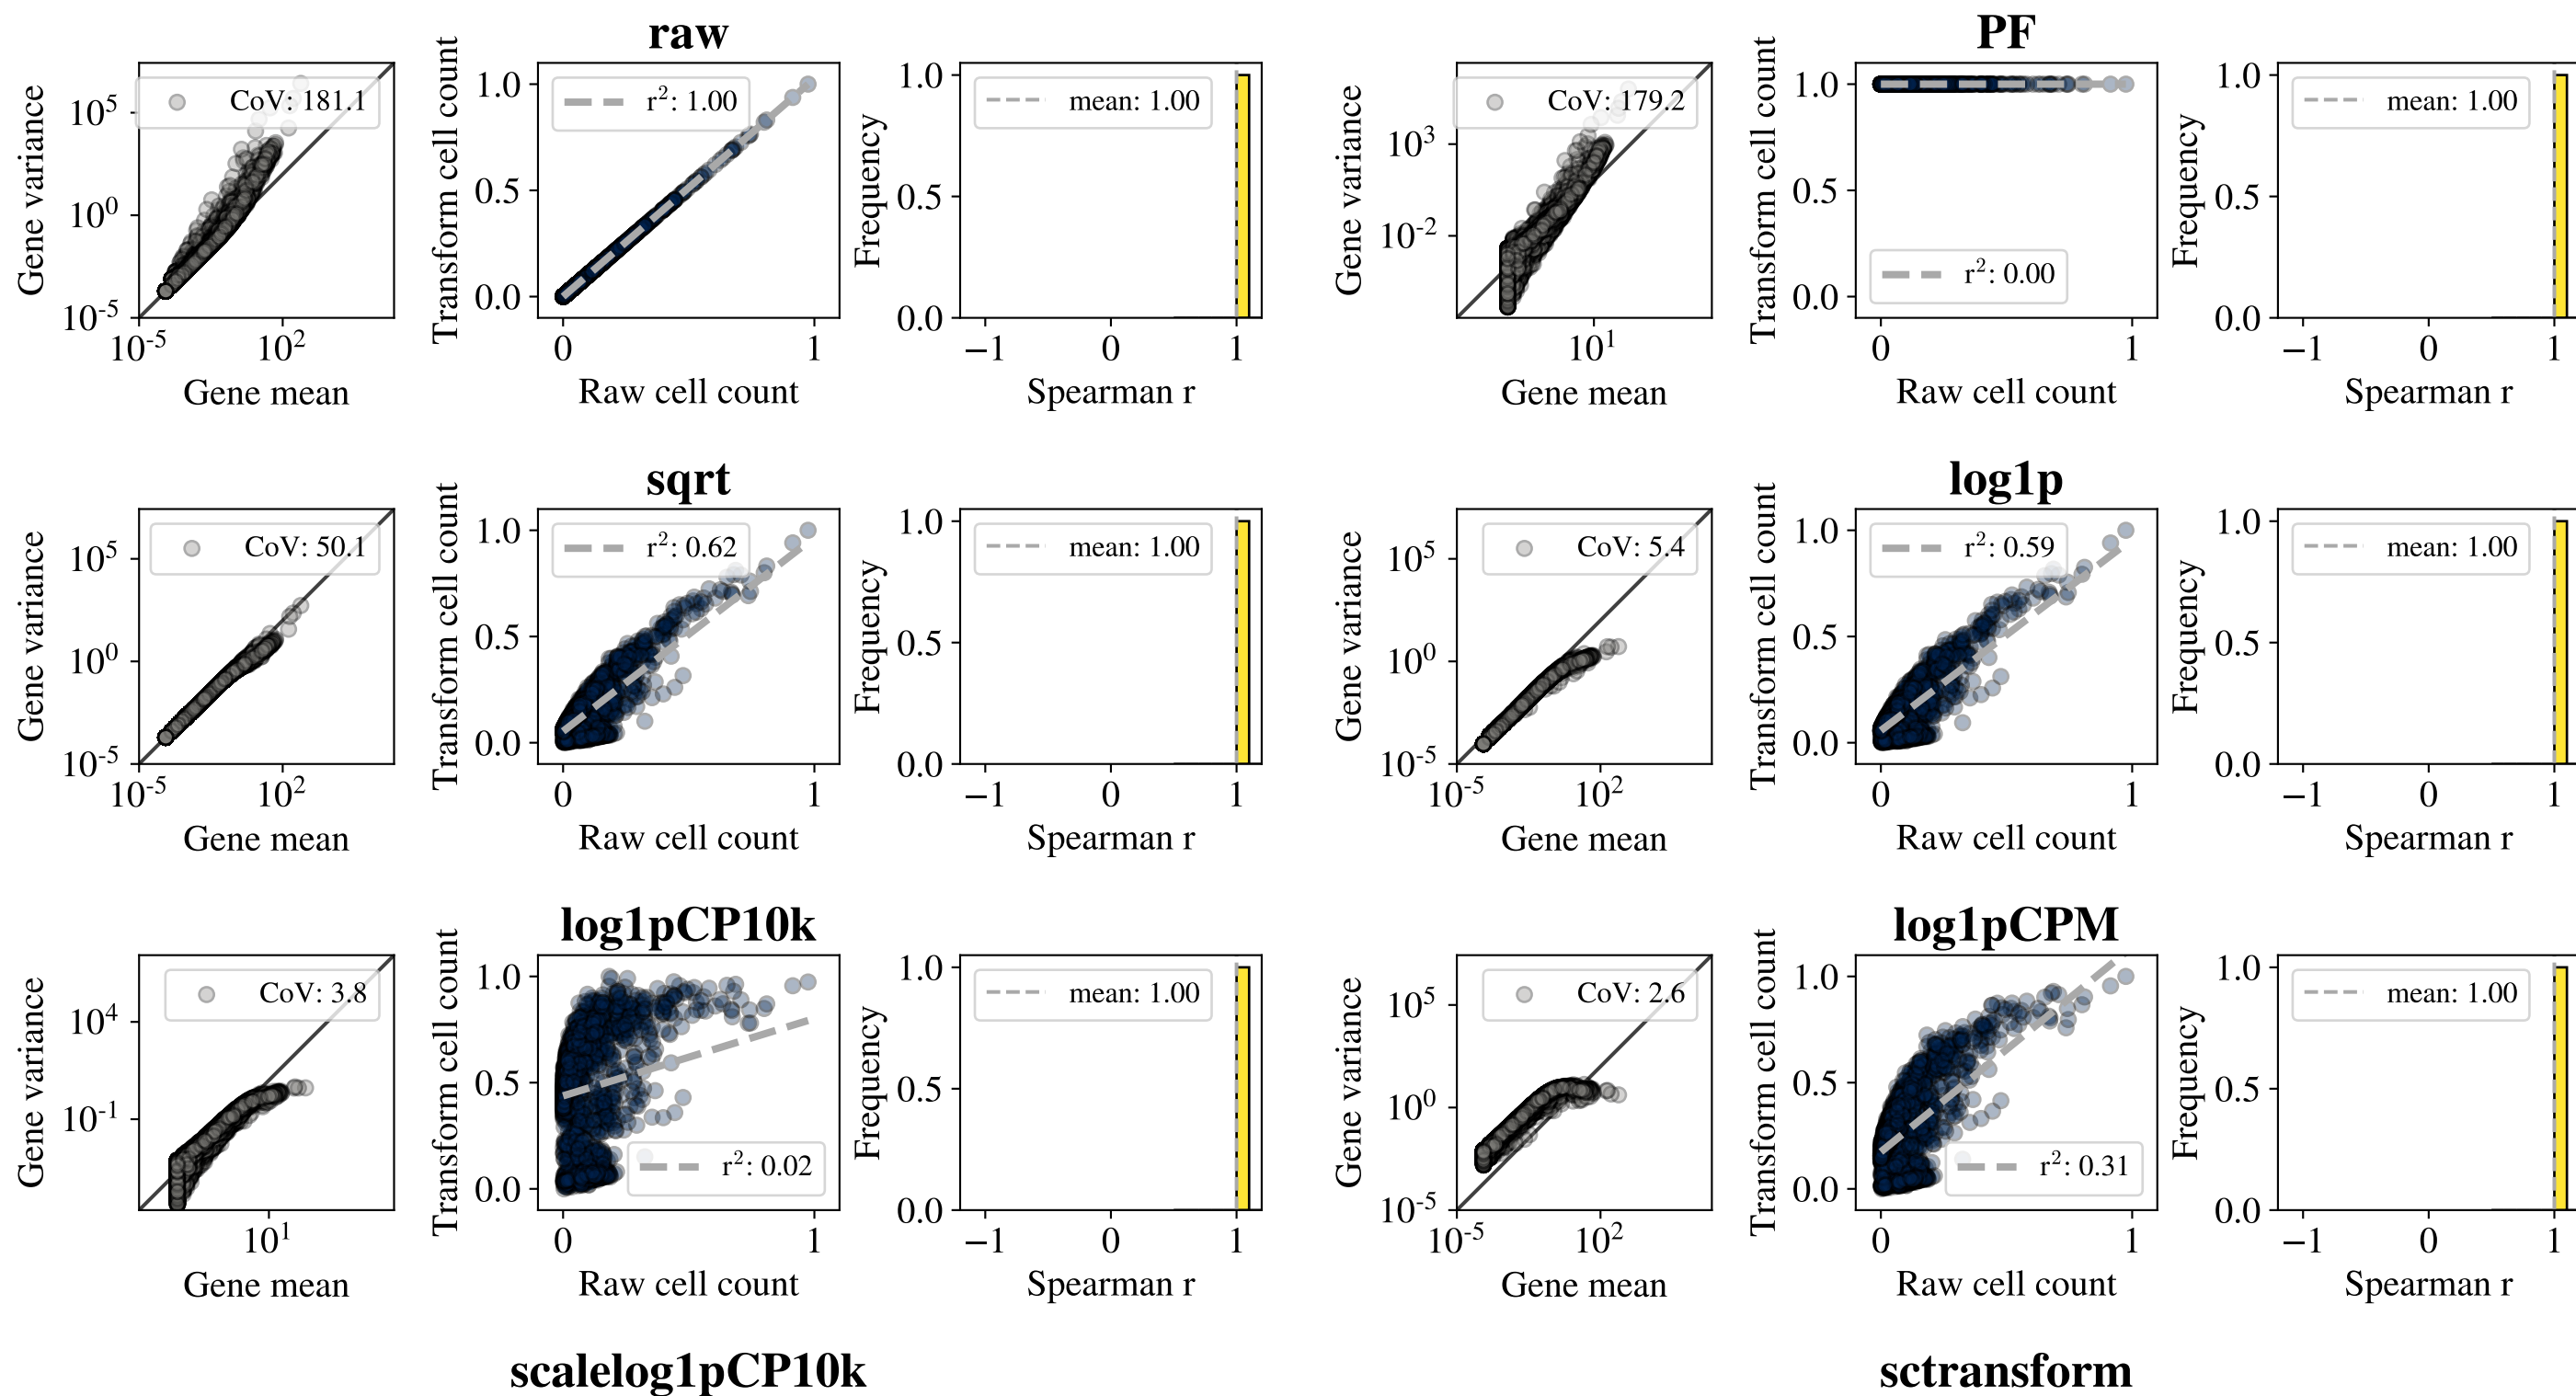 raw
Gene variance
10^5
10^0
10^-5
CoV: 181.1
10^-5 10^2
Gene mean
Transform cell count
1.0
0.5
0.0
r^2: 1.00
0 1
Raw cell count
Frequency
1.0
0.5
0.0
mean: 1.00
−1 0 1
Spearman r
PF
Gene variance
10^3
10^-2
CoV: 179.2
10^1
Gene mean
Transform cell count
1.0
0.5
0.0
r^2: 0.00
0 1
Raw cell count
Frequency
1.0
0.5
0.0
mean: 1.00
−1 0 1
Spearman r
sqrt
Gene variance
10^5
10^0
10^-5
CoV: 50.1
10^-5 10^2
Gene mean
Transform cell count
1.0
0.5
0.0
r^2: 0.62
0 1
Raw cell count
Frequency
1.0
0.5
0.0
mean: 1.00
−1 0 1
Spearman r
log1p
Gene variance
10^5
10^0
10^-5
CoV: 5.4
10^-5 10^2
Gene mean
Transform cell count
1.0
0.5
0.0
r^2: 0.59
0 1
Raw cell count
Frequency
1.0
0.5
0.0
mean: 1.00
−1 0 1
Spearman r
log1pCP10k
Gene variance
10^4
10^-1
CoV: 3.8
10^1
Gene mean
Transform cell count
1.0
0.5
0.0
r^2: 0.02
0 1
Raw cell count
Frequency
1.0
0.5
0.0
mean: 1.00
−1 0 1
Spearman r
log1pCPM
Gene variance
10^5
10^0
10^-5
CoV: 2.6
10^-5 10^2
Gene mean
Transform cell count
1.0
0.5
0.0
r^2: 0.31
0 1
Raw cell count
Frequency
1.0
0.5
0.0
mean: 1.00
−1 0 1
Spearman r
scalelog1pCP10k
sctransform